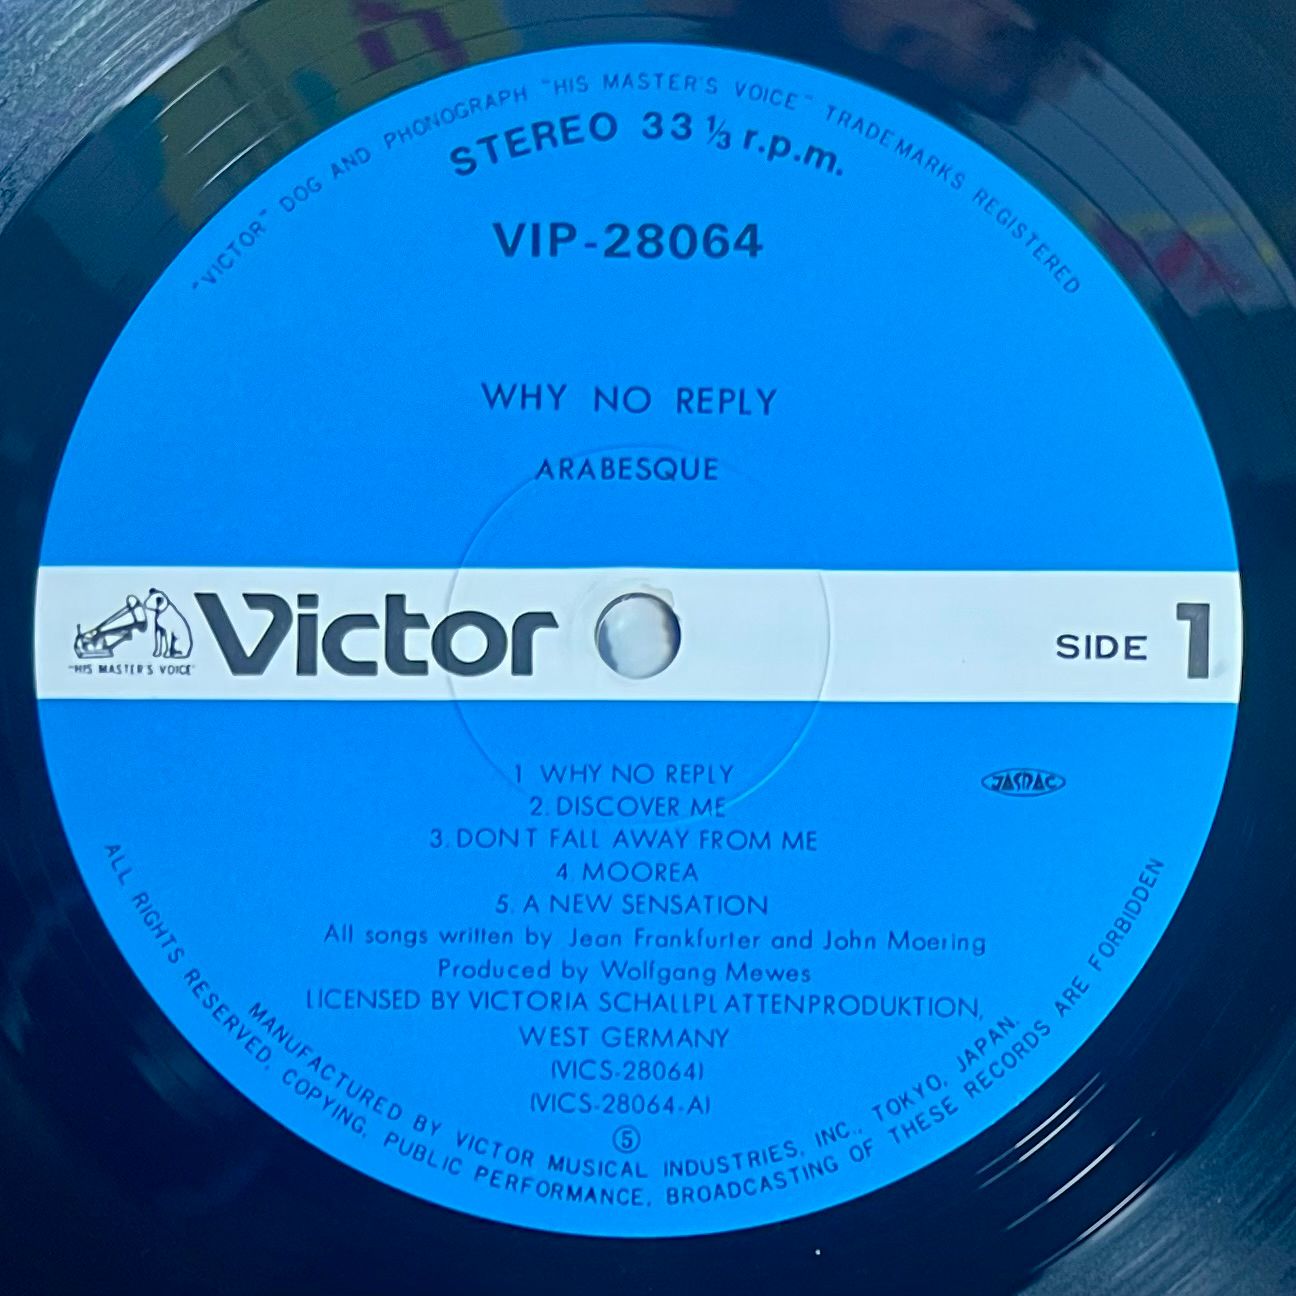 "VICTOR" DOG AND PHONOGRAPH "HIS MASTER'S VOICE" TRADEMARKS REGISTERED
STEREO 33⅓ r.p.m.
VIP-28064
WHY NO REPLY
ARABESQUE
"HIS MASTER'S VOICE"
Victor
SIDE 1
1 WHY NO REPLY
2. DISCOVER ME
3. DON'T FALL AWAY FROM ME
4. MOOREA
5. A NEW SENSATION
JASRAC
All songs written by Jean Frankfurter and John Moering
Produced by Wolfgang Mewes
LICENSED BY VICTORIA SCHALLPLATTENPRODUKTION,
WEST GERMANY
(VICS-28064)
(VICS-28064-A)
⑤
MANUFACTURED BY VICTOR MUSICAL INDUSTRIES, INC., TOKYO, JAPAN.
ALL RIGHTS RESERVED, COPYING, PUBLIC PERFORMANCE, BROADCASTING OF THESE RECORDS ARE FORBIDDEN